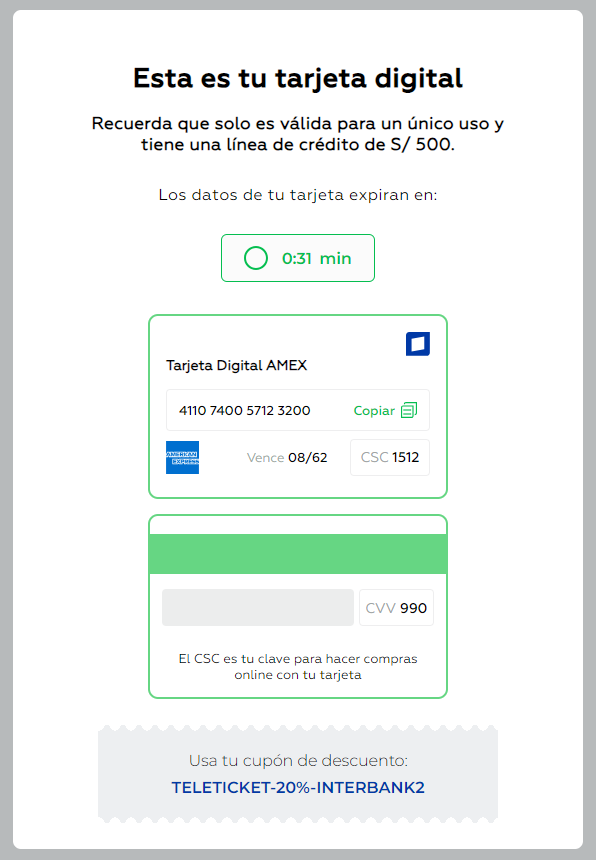 Esta es tu tarjeta digital
Recuerda que solo es válida para un único uso y
tiene una línea de crédito de S/ 500.
Los datos de tu tarjeta expiran en:
0:31 min
Tarjeta Digital AMEX
4110 7400 5712 3200 Copiar
AMERICAN
EXPRESS
Vence 08/62 CSC 1512
CVV 990
El CSC es tu clave para hacer compras
online con tu tarjeta
Usa tu cupón de descuento:
TELETICKET-20%-INTERBANK2